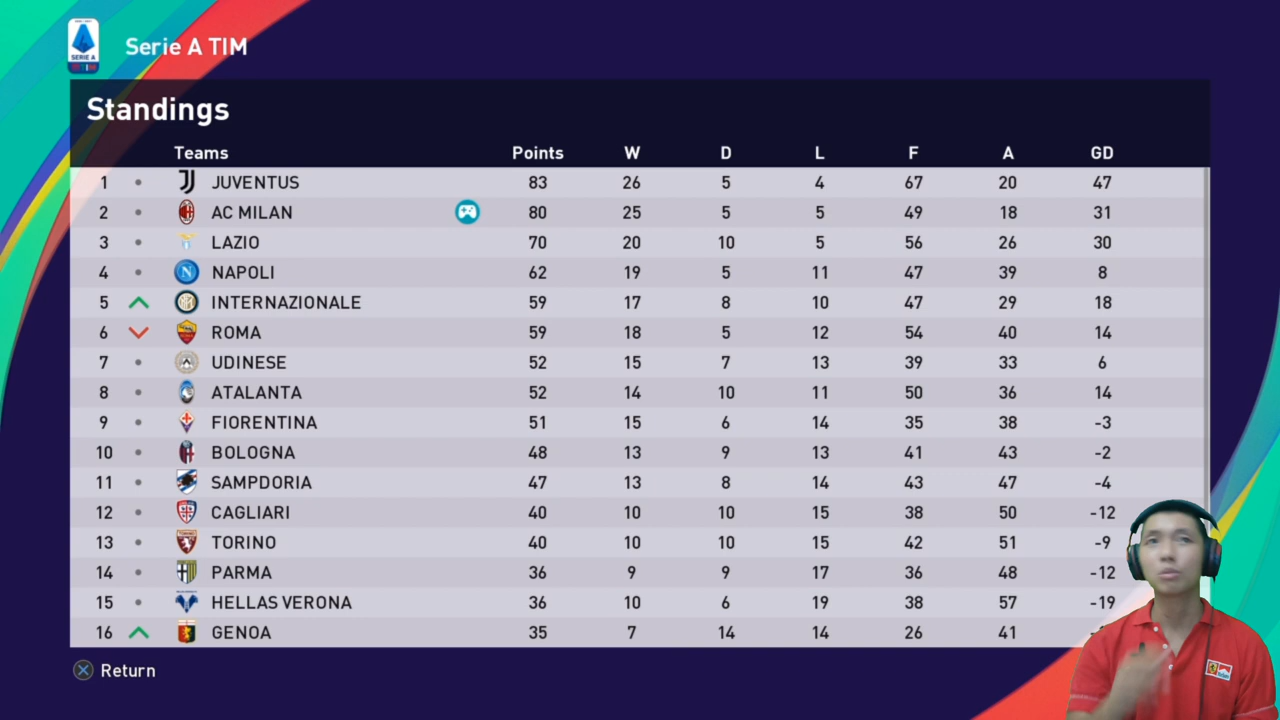 SERIE A
TIM
Serie A TIM
Standings
Teams Points W D L F A GD
1 JUVENTUS 83 26 5 4 67 20 47
2 AC MILAN 80 25 5 5 49 18 31
3 LAZIO 70 20 10 5 56 26 30
4 NAPOLI 62 19 5 11 47 39 8
5 INTERNAZIONALE 59 17 8 10 47 29 18
6 ROMA 59 18 5 12 54 40 14
7 UDINESE 52 15 7 13 39 33 6
8 ATALANTA 52 14 10 11 50 36 14
9 FIORENTINA 51 15 6 14 35 38 -3
10 BOLOGNA 48 13 9 13 41 43 -2
11 SAMPDORIA 47 13 8 14 43 47 -4
12 CAGLIARI 40 10 10 15 38 50 -12
13 TORINO 40 10 10 15 42 51 -9
14 PARMA 36 9 9 17 36 48 -12
15 HELLAS VERONA 36 10 6 19 38 57 -19
16 GENOA 35 7 14 14 26 41
Return